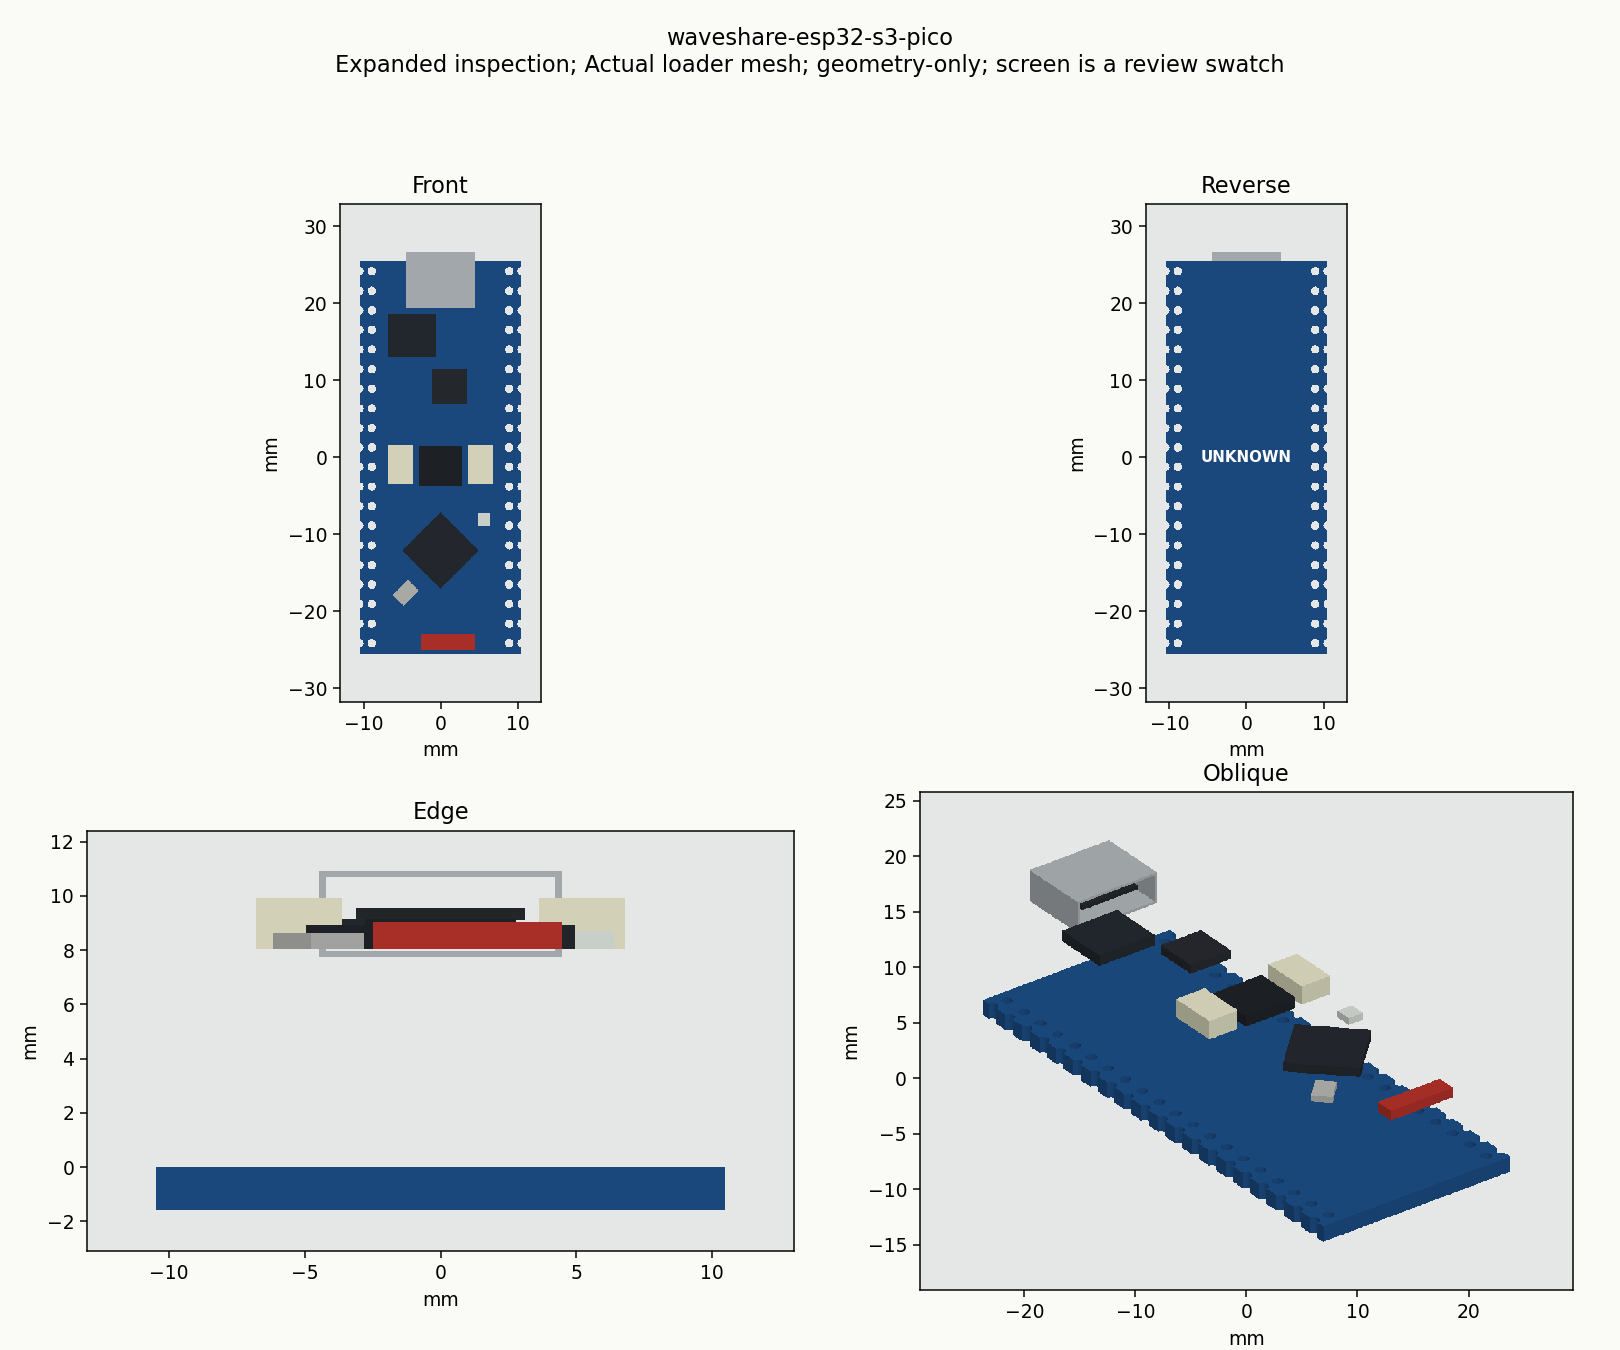 waveshare-esp32-s3-pico
Expanded inspection; Actual loader mesh; geometry-only; screen is a review swatch
Front
30
20
10
0
−10
−20
−30
mm
−10 0 10
mm
Reverse
30
20
10
0
−10
−20
−30
mm
UNKNOWN
−10 0 10
mm
Edge
12
10
8
6
4
2
0
−2
mm
−10 −5 0 5 10
mm
Oblique
25
20
15
10
5
0
−5
−10
−15
mm
−20 −10 0 10 20
mm